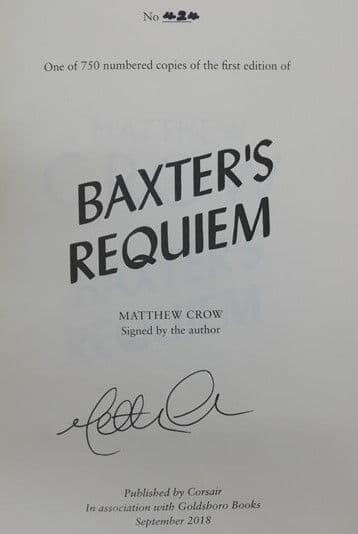 No 424
One of 750 numbered copies of the first edition of
BAXTER'S
REQUIEM
MATTHEW CROW
Signed by the author
Published by Corsair
In association with Goldsboro Books
September 2018